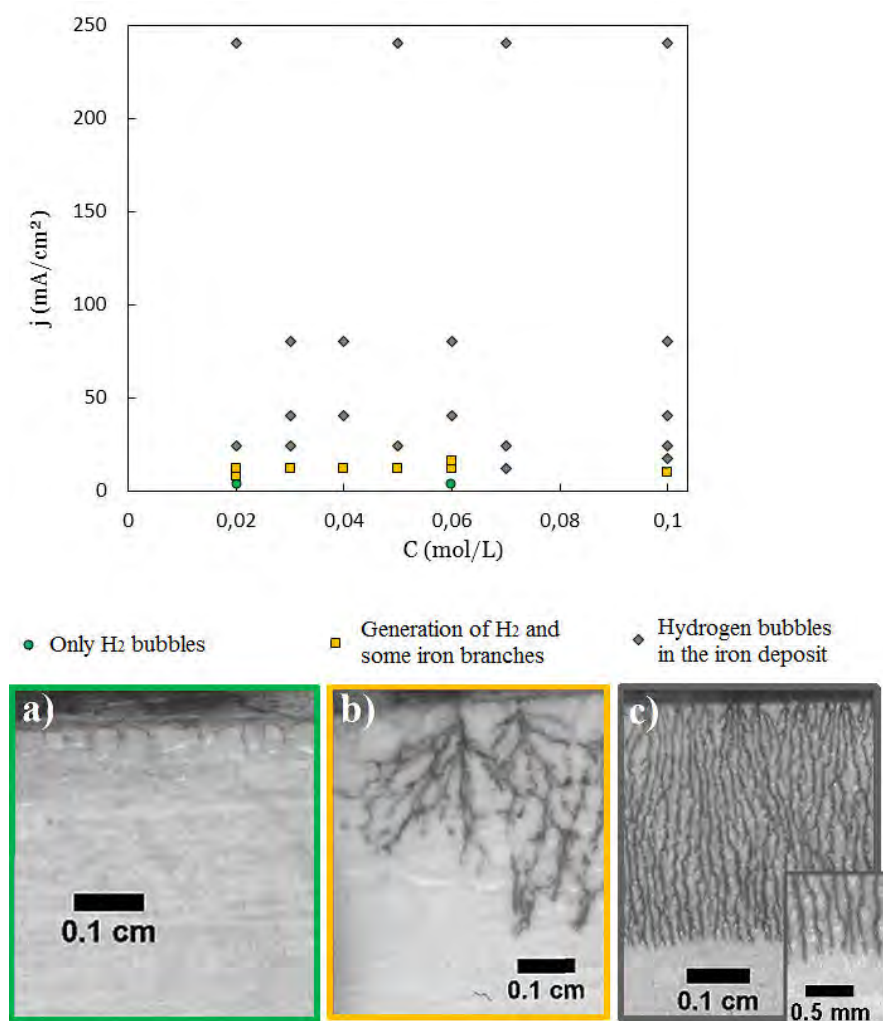 250
200
150
100
50
0
j (mA/cm²)
0 0,02 0,04 0,06 0,08 0,1
C (mol/L)
Only H2 bubbles
Generation of H2 and
some iron branches
Hydrogen bubbles
in the iron deposit
a)
0.1 cm
b)
0.1 cm
c)
0.1 cm
0.5 mm